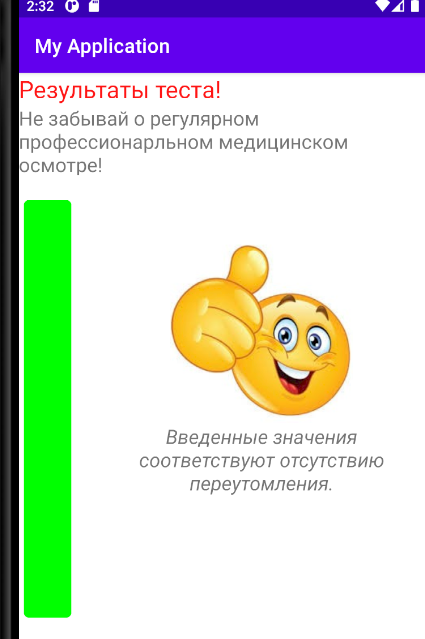 2:32
My Application
Результаты теста!
Не забывай о регулярном
профессионарльном медицинском
осмотре!
Введенные значения
соответствуют отсутствию
переутомления.